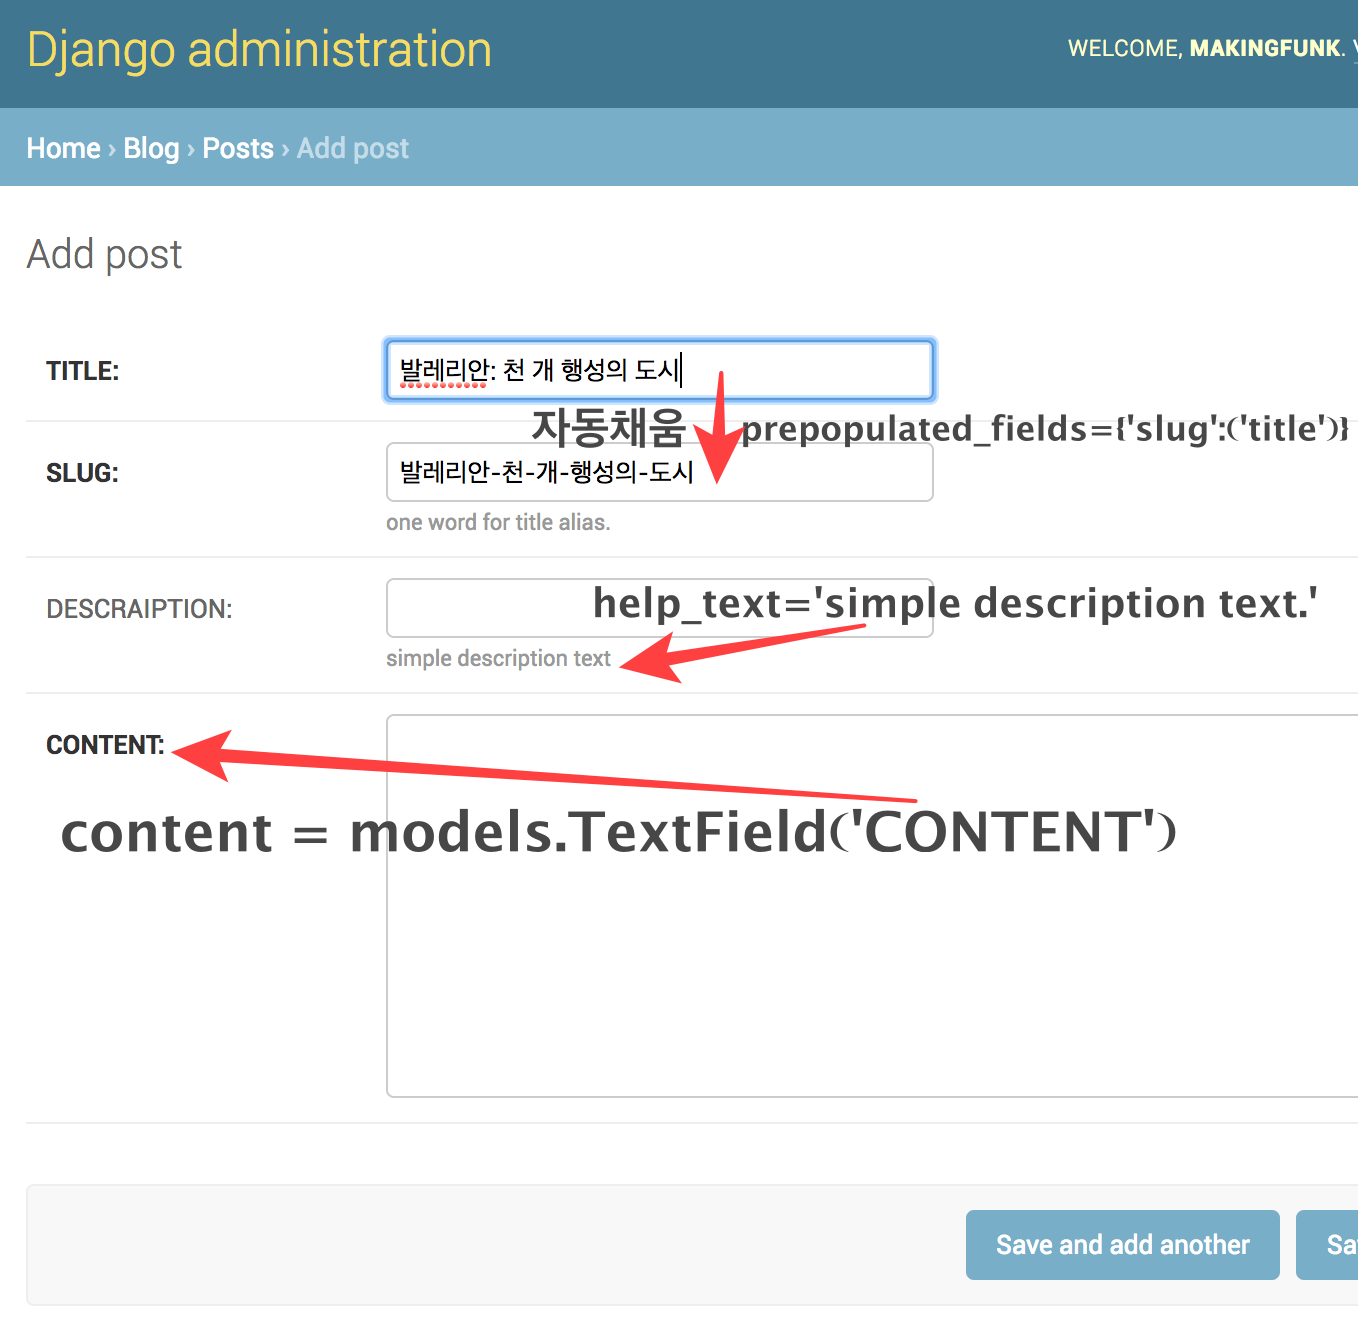 Django administration
WELCOME, MAKINGFUNK.
Home › Blog › Posts › Add post
Add post
TITLE:
발레리안: 천 개 행성의 도시
자동채움
prepopulated_fields={'slug':('title')}
SLUG:
발레리안-천-개-행성의-도시
one word for title alias.
DESCRAIPTION:
help_text='simple description text.'
simple description text
CONTENT:
content = models.TextField('CONTENT')
Save and add another